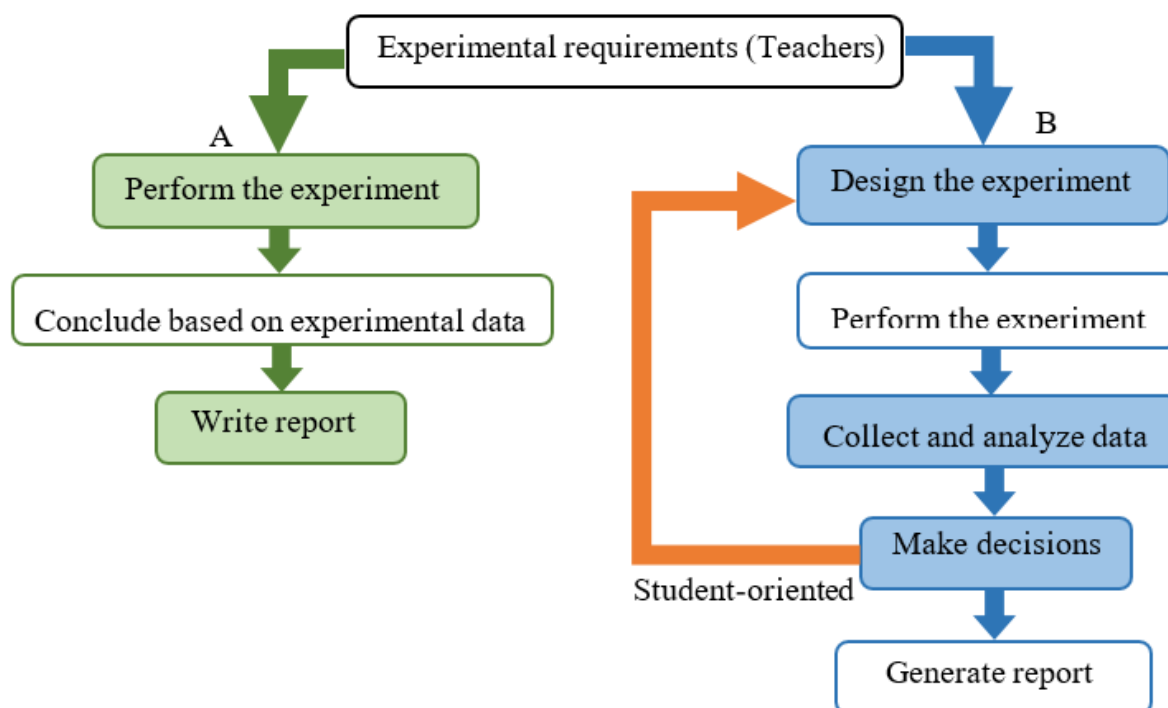 Experimental requirements (Teachers)
A
Perform the experiment
Conclude based on experimental data
Write report
B
Design the experiment
Perform the experiment
Collect and analyze data
Make decisions
Student-oriented
Generate report